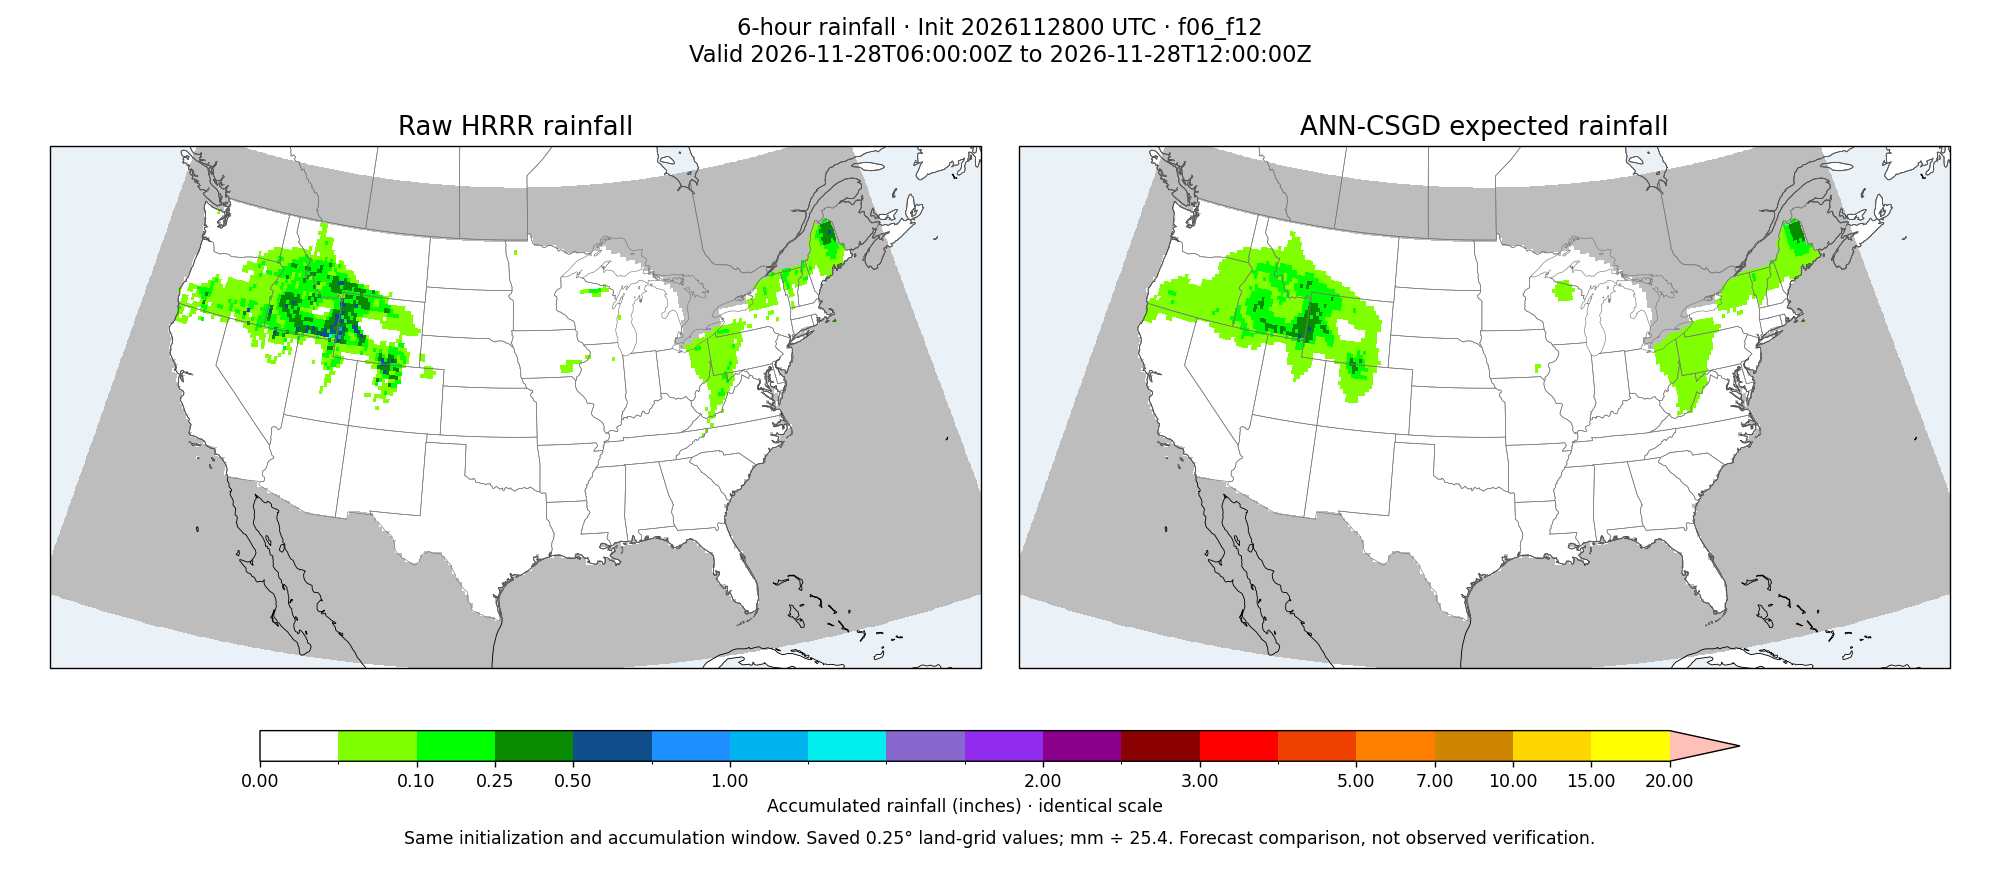 6-hour rainfall · Init 2026112800 UTC · f06_f12
Valid 2026-11-28T06:00:00Z to 2026-11-28T12:00:00Z
Raw HRRR rainfall
ANN-CSGD expected rainfall
0.00 0.10 0.25 0.50 1.00 2.00 3.00 5.00 7.00 10.00 15.00 20.00
Accumulated rainfall (inches) · identical scale
Same initialization and accumulation window. Saved 0.25° land-grid values; mm ÷ 25.4. Forecast comparison, not observed verification.